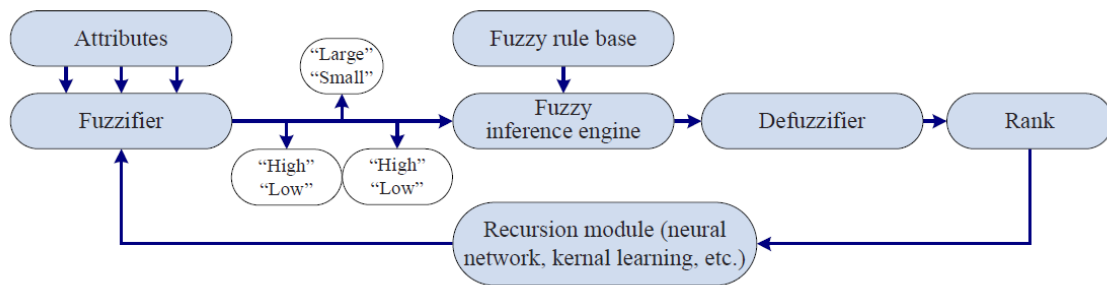 Attributes
“Large”
“Small”
Fuzzy rule base
Fuzzifier
Fuzzy
inference engine
Defuzzifier
Rank
“High”
“Low”
“High”
“Low”
Recursion module (neural
network, kernal learning, etc.)